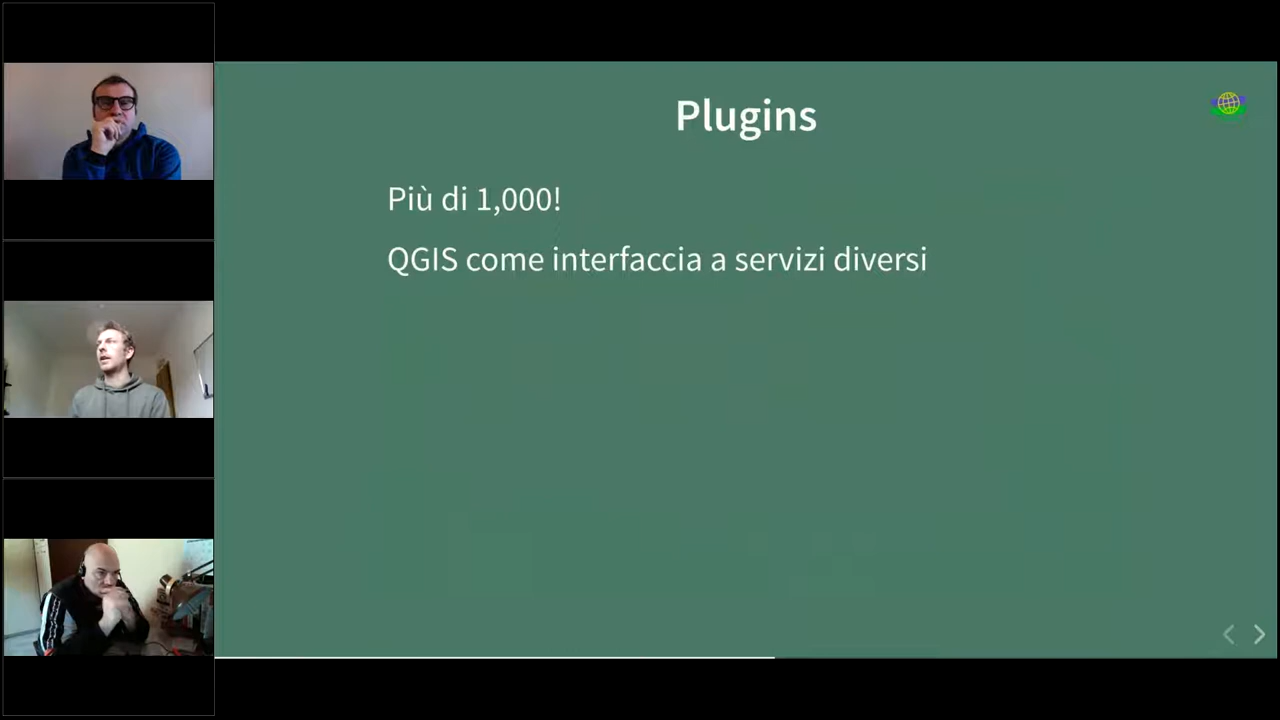 Plugins
Più di 1,000!
QGIS come interfaccia a servizi diversi